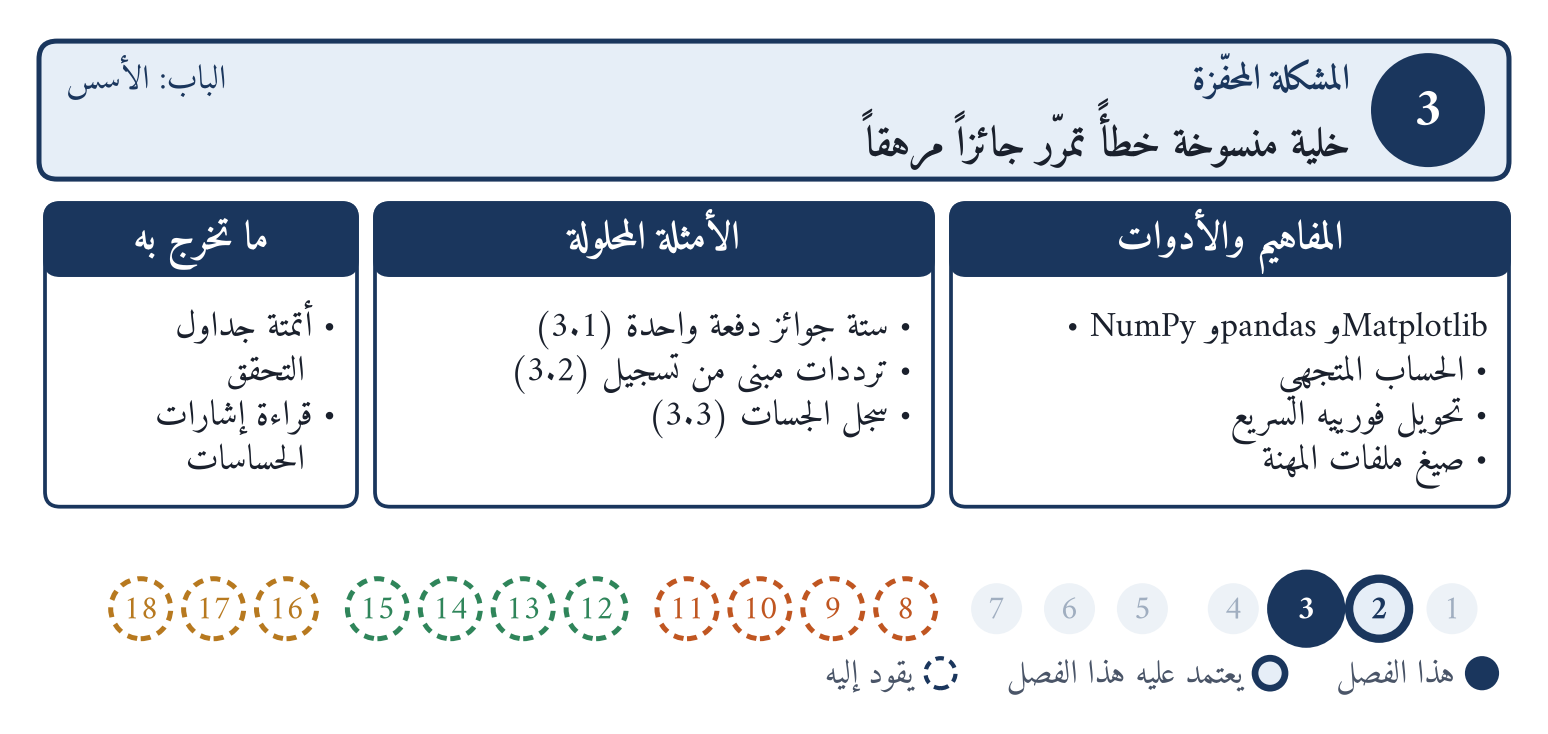 3
المشكلة المحفّزة
الباب: الأسس
خلية منسوخة خطأً تمرّر جائزاً مرهقاً
المفاهيم والأدوات
Matplotlibو pandasو NumPy •
• الحساب المتجهي
• تحويل فورييه السريع
• صيغ ملفات المهنة
الأمثلة المحلولة
• ستة جوائز دفعة واحدة (3.1)
• ترددات مبنى من تسجيل (3.2)
• سجل الجسات (3.3)
ما تخرج به
• أتمتة جداول
التحقق
• قراءة إشارات
الحساسات
1 2 3 4 5 6 7 8 9 10 11 12 13 14 15 16 17 18
هذا الفصل
يعتمد عليه هذا الفصل
يقود إليه